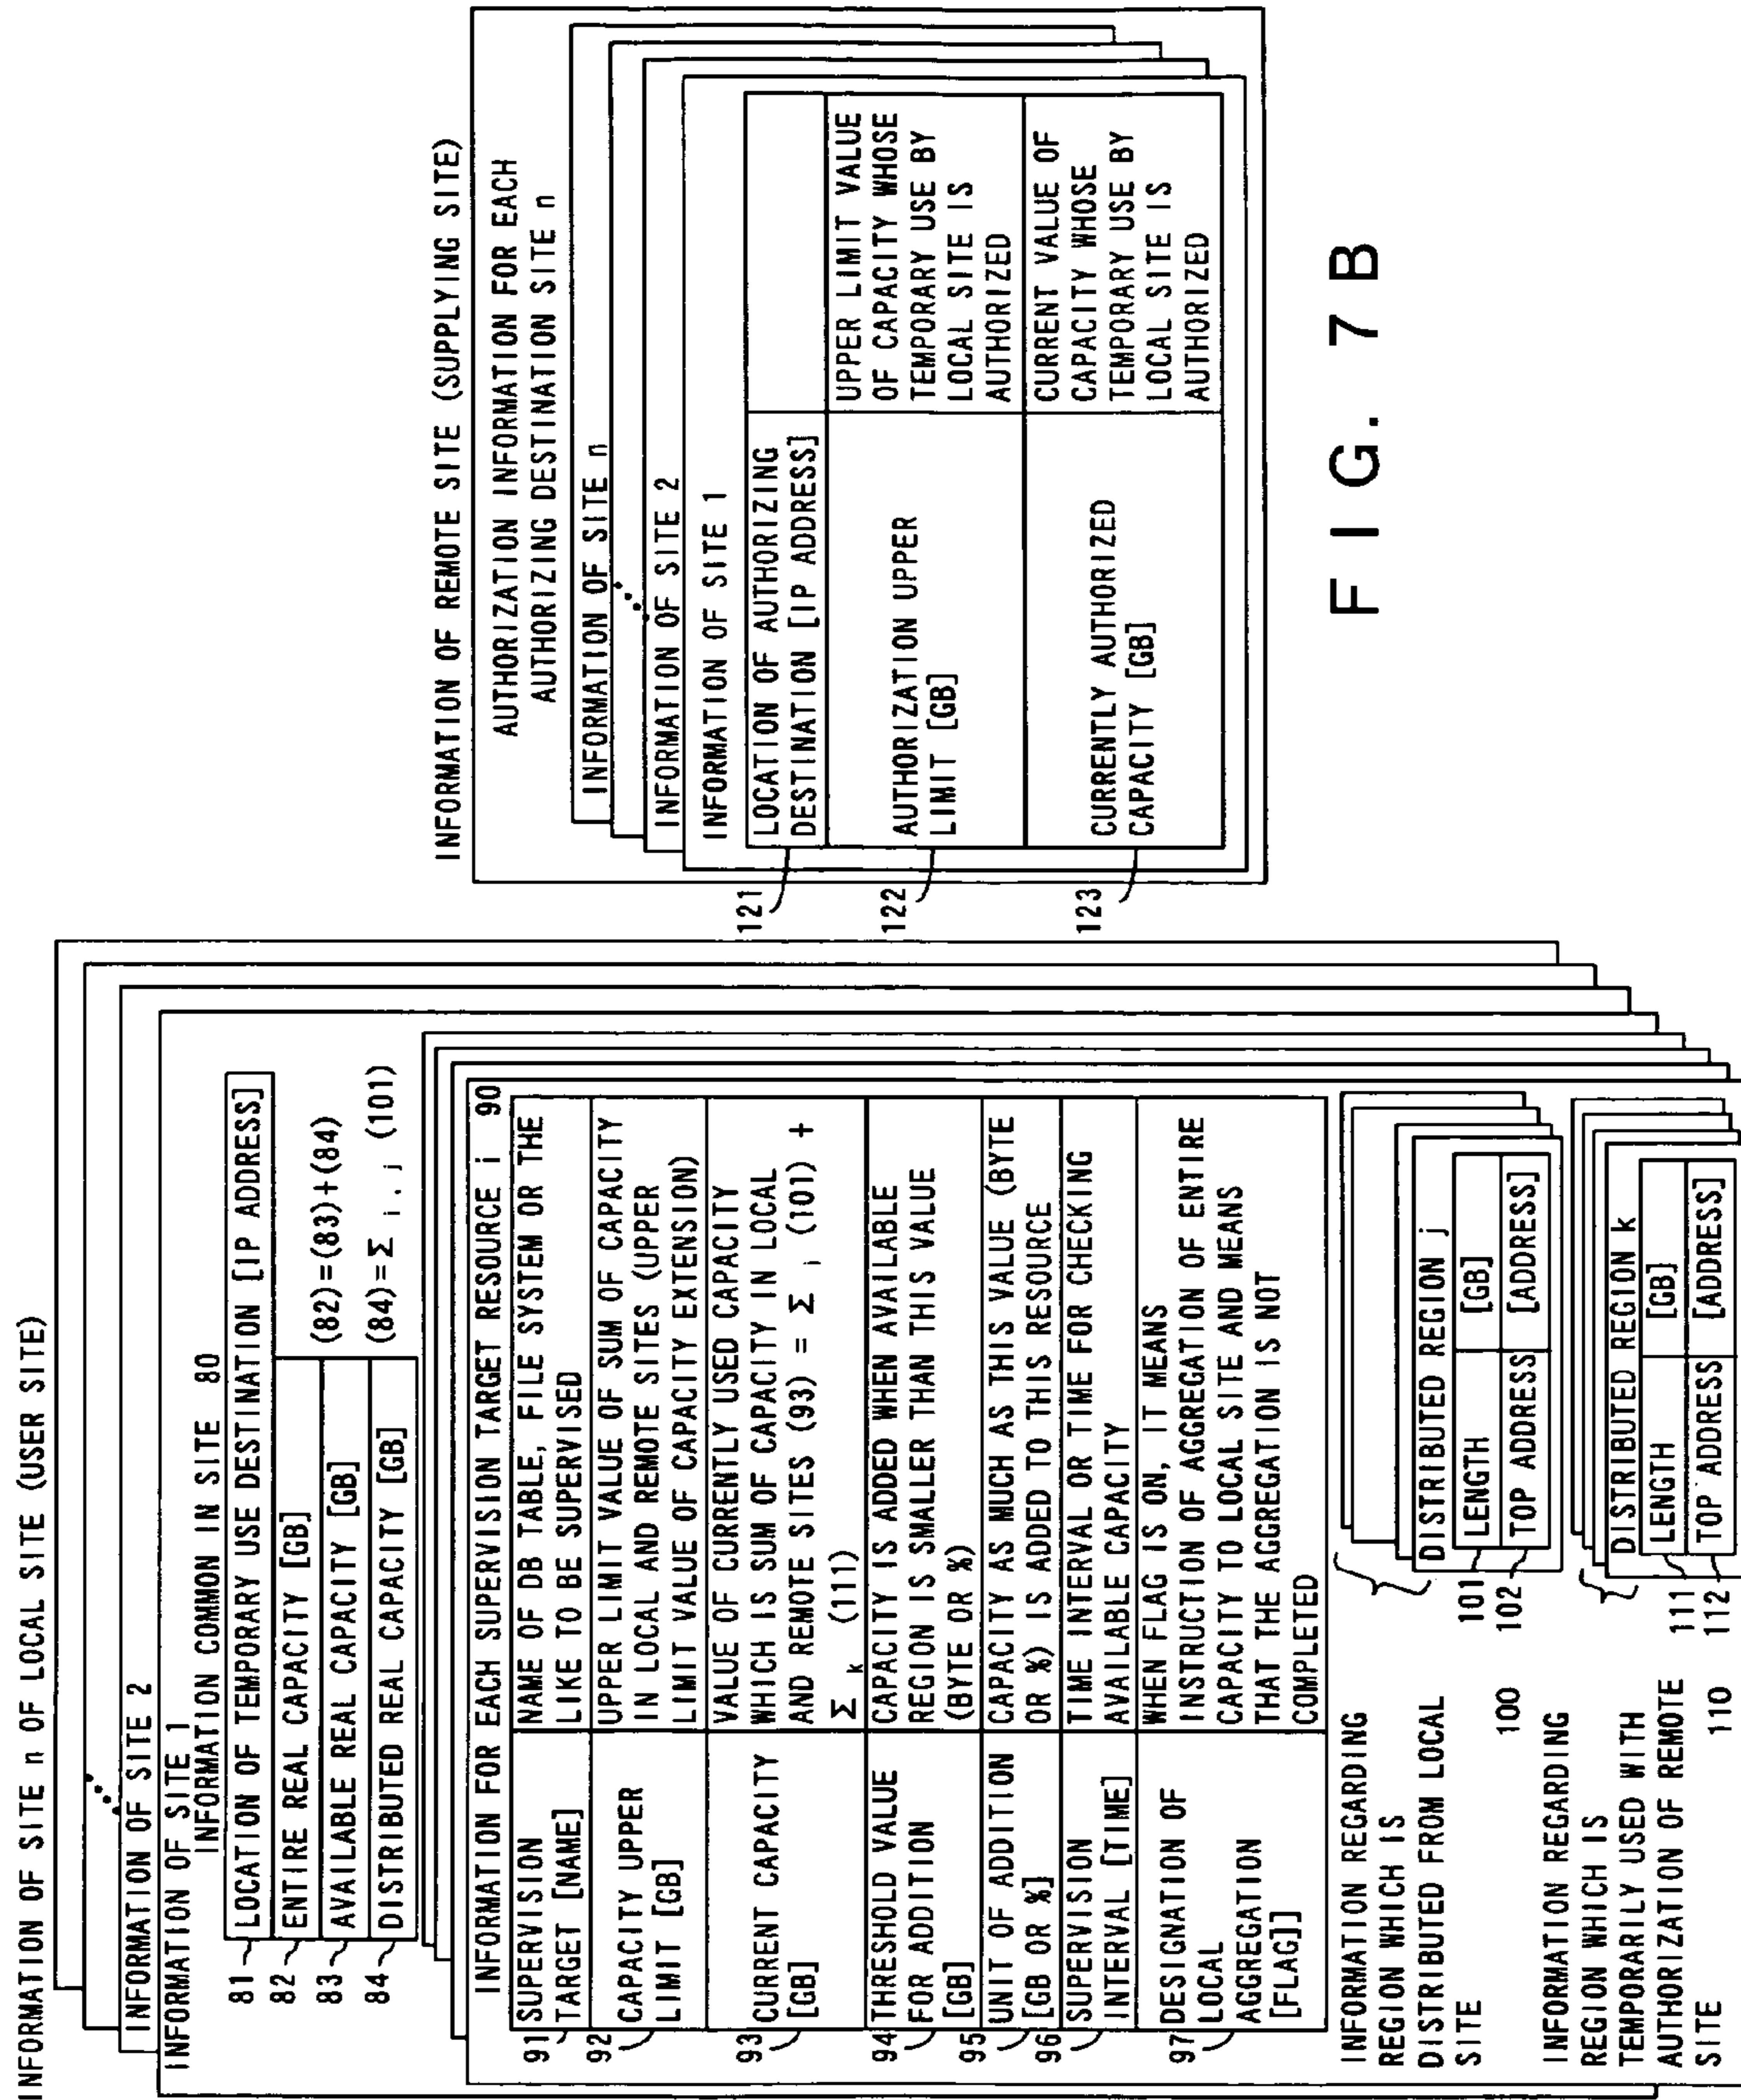 INFORMATION OF SITE n OF LOCAL SITE (USER SITE)
INFORMATION OF SITE 2
INFORMATION OF SITE 1
INFORMATION COMMON IN SITE 80
81 LOCATION OF TEMPORARY USE DESTINATION [IP ADDRESS]
82 ENTIRE REAL CAPACITY [GB]
83 AVAILABLE REAL CAPACITY [GB] (82)=(83)+(84)
84 DISTRIBUTED REAL CAPACITY [GB] (84)=Σ i, j (101)
INFORMATION FOR EACH SUPERVISION TARGET RESOURCE i 90
91 SUPERVISION
TARGET [NAME]
NAME OF DB TABLE, FILE SYSTEM OR THE
LIKE TO BE SUPERVISED
92 CAPACITY UPPER
LIMIT [GB]
UPPER LIMIT VALUE OF SUM OF CAPACITY
IN LOCAL AND REMOTE SITES (UPPER
LIMIT VALUE OF CAPACITY EXTENSION)
93 CURRENT CAPACITY
[GB]
VALUE OF CURRENTLY USED CAPACITY
WHICH IS SUM OF CAPACITY IN LOCAL
AND REMOTE SITES (93) = Σ j (101) +
Σ k (111)
94 THRESHOLD VALUE
FOR ADDITION
[GB]
CAPACITY IS ADDED WHEN AVAILABLE
REGION IS SMALLER THAN THIS VALUE
(BYTE OR %)
95 UNIT OF ADDITION
[GB OR %]
CAPACITY AS MUCH AS THIS VALUE (BYTE
OR %) IS ADDED TO THIS RESOURCE
96 SUPERVISION
INTERVAL [TIME]
TIME INTERVAL OR TIME FOR CHECKING
AVAILABLE CAPACITY
97 DESIGNATION OF
LOCAL
AGGREGATION
[FLAG]]
WHEN FLAG IS ON, IT MEANS
INSTRUCTION OF AGGREGATION OF ENTIRE
CAPACITY TO LOCAL SITE AND MEANS
THAT THE AGGREGATION IS NOT
COMPLETED
INFORMATION REGARDING
REGION WHICH IS
DISTRIBUTED FROM LOCAL
SITE 100
DISTRIBUTED REGION j
101 LENGTH [GB]
102 TOP ADDRESS [ADDRESS]
INFORMATION REGARDING
REGION WHICH IS
TEMPORARILY USED WITH
AUTHORIZATION OF REMOTE
SITE 110
DISTRIBUTED REGION k
111 LENGTH [GB]
112 TOP ADDRESS [ADDRESS]
INFORMATION OF REMOTE SITE (SUPPLYING SITE)
AUTHORIZATION INFORMATION FOR EACH
AUTHORIZING DESTINATION SITE n
INFORMATION OF SITE n
INFORMATION OF SITE 2
INFORMATION OF SITE 1
121 LOCATION OF AUTHORIZING
DESTINATION [IP ADDRESS]
122 AUTHORIZATION UPPER
LIMIT [GB]
UPPER LIMIT VALUE
OF CAPACITY WHOSE
TEMPORARY USE BY
LOCAL SITE IS
AUTHORIZED
123 CURRENTLY AUTHORIZED
CAPACITY [GB]
CURRENT VALUE OF
CAPACITY WHOSE
TEMPORARY USE BY
LOCAL SITE IS
AUTHORIZED
FIG. 7B